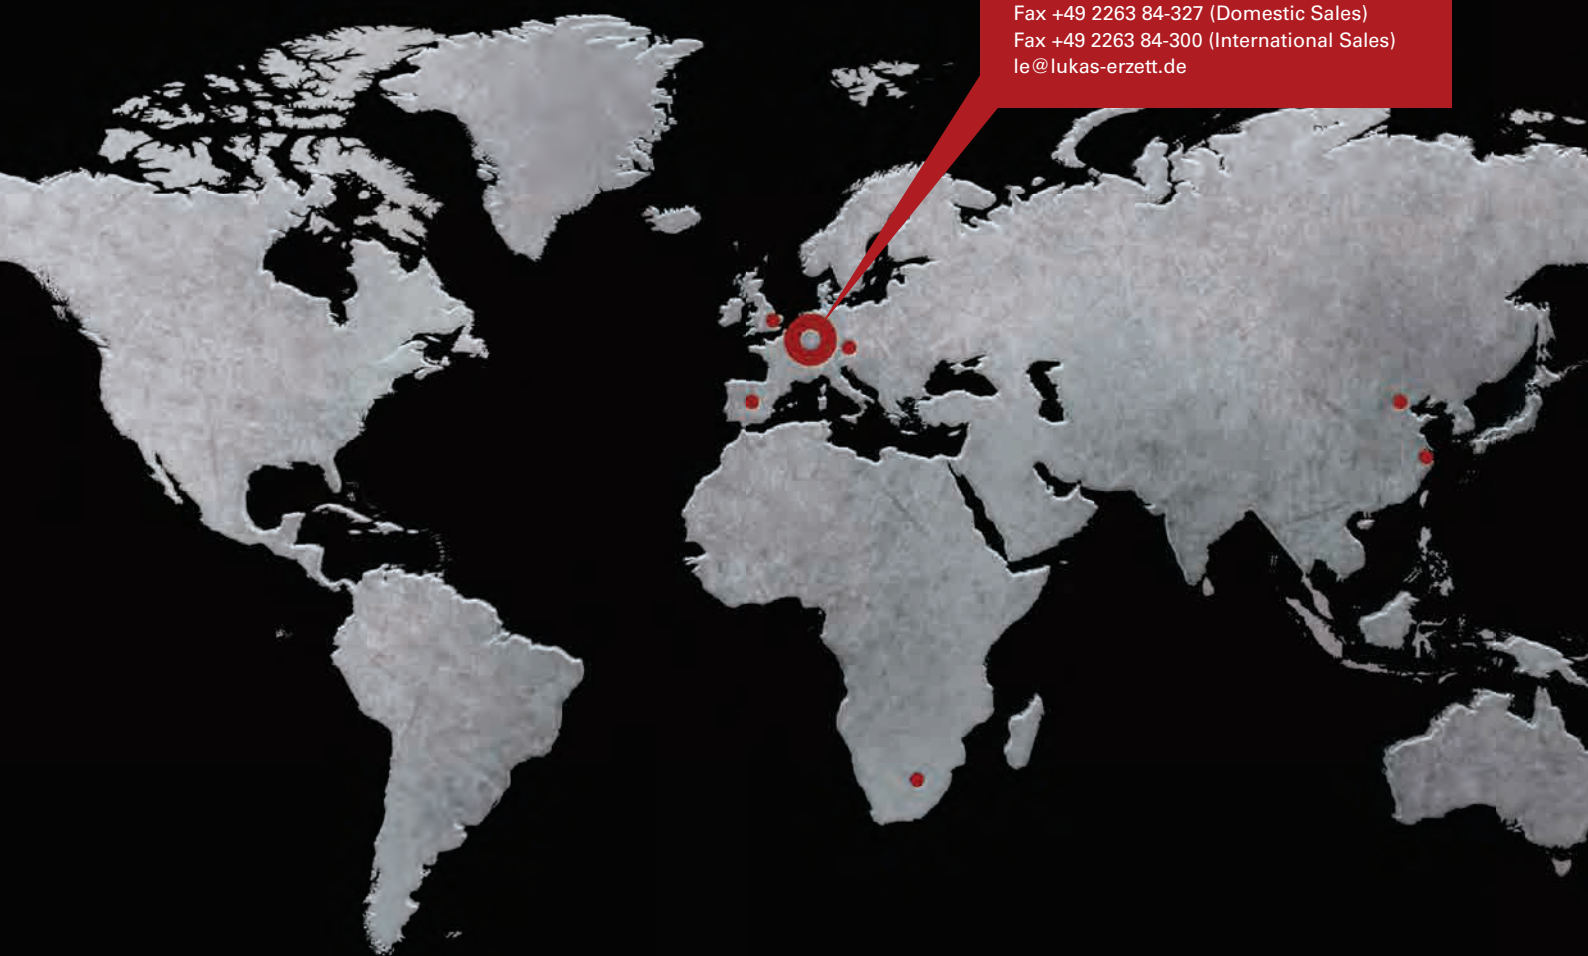 Fax +49 2263 84-327 (Domestic Sales)
Fax +49 2263 84-300 (International Sales)
le@lukas-erzett.de